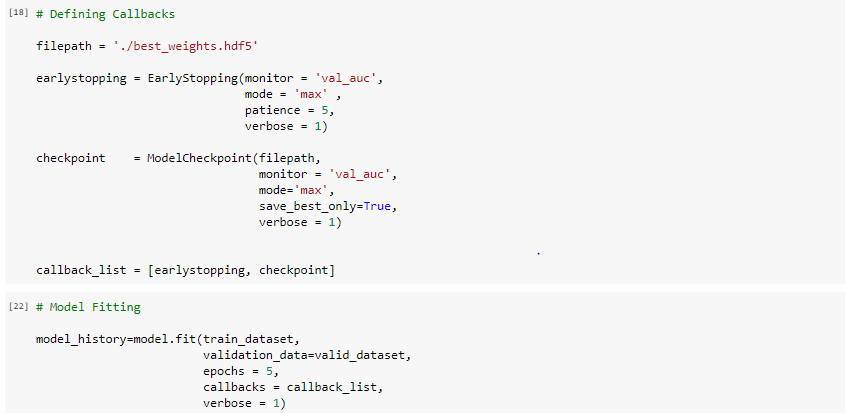 [18] # Defining Callbacks
filepath = './best_weights.hdf5'
earlystopping = EarlyStopping(monitor = 'val_auc',
mode = 'max' ,
patience = 5,
verbose = 1)
checkpoint    = ModelCheckpoint(filepath,
monitor = 'val_auc',
mode='max',
save_best_only=True,
verbose = 1)
callback_list = [earlystopping, checkpoint]
[22] # Model Fitting
model_history=model.fit(train_dataset,
validation_data=valid_dataset,
epochs = 5,
callbacks = callback_list,
verbose = 1)